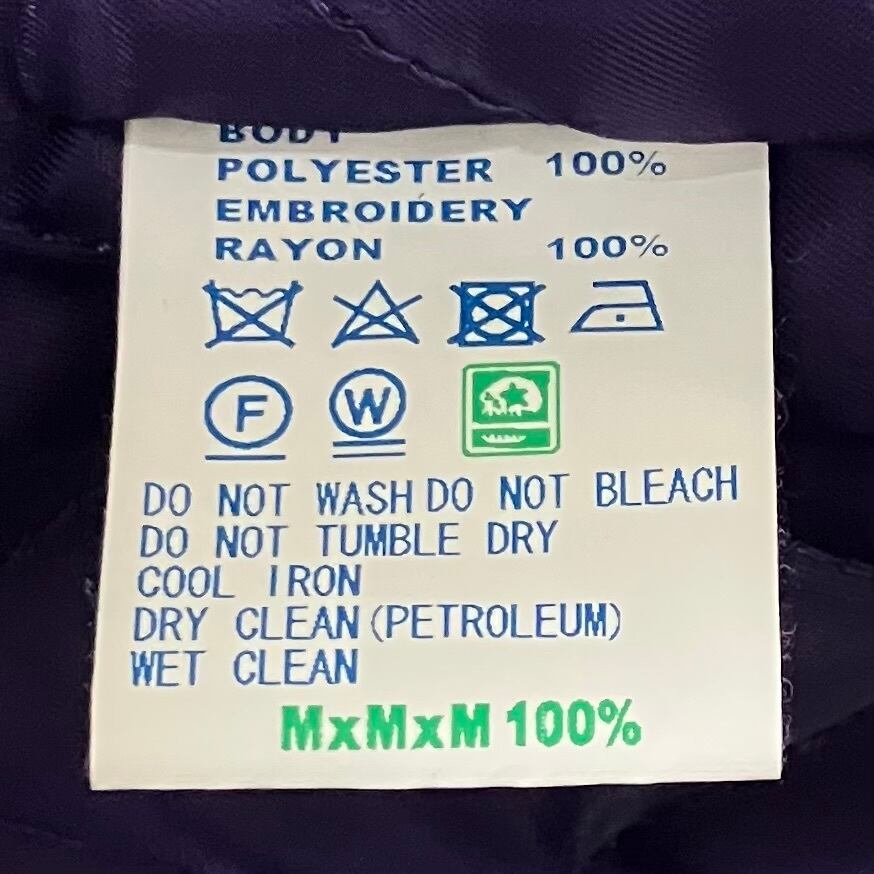 BODY
POLYESTER 100%
EMBROIDERY
RAYON 100%
F W
DO NOT WASH DO NOT BLEACH
DO NOT TUMBLE DRY
COOL IRON
DRY CLEAN (PETROLEUM)
WET CLEAN
MxMxM 100%